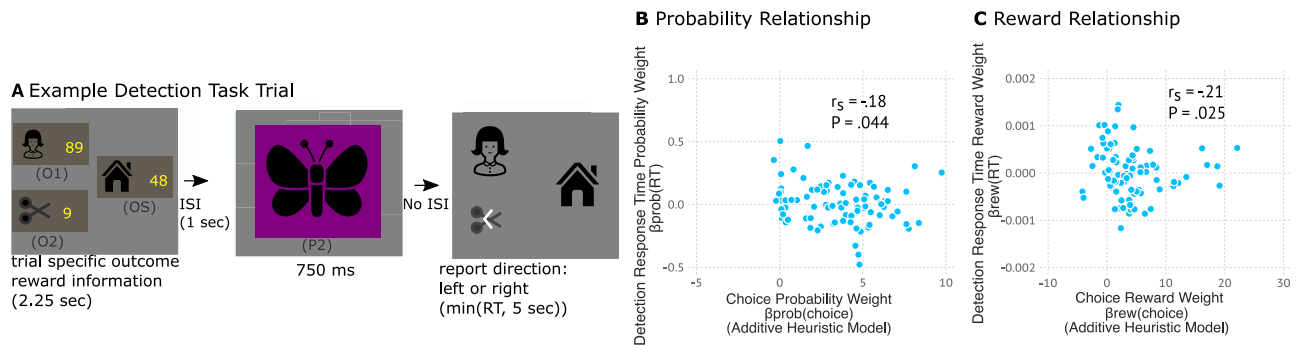 A Example Detection Task Trial
89
(O1)
48
(OS)
9
(O2)
trial specific outcome
reward information
(2.25 sec)
ISI
(1 sec)
(P2)
750 ms
No ISI
report direction:
left or right
(min(RT, 5 sec))
B Probability Relationship
Detection Response Time Probability Weight
βprob(RT)
1.0
0.5
0.0
-0.5
rs = -.18
P = .044
-5
0
5
10
Choice Probability Weight
βprob(choice)
(Additive Heuristic Model)
C Reward Relationship
Detection Response Time Reward Weight
βrew(RT)
0.002
0.001
0.000
-0.001
-0.002
rs = -.21
P = .025
-10
0
10
20
30
Choice Reward Weight
βrew(choice)
(Additive Heuristic Model)